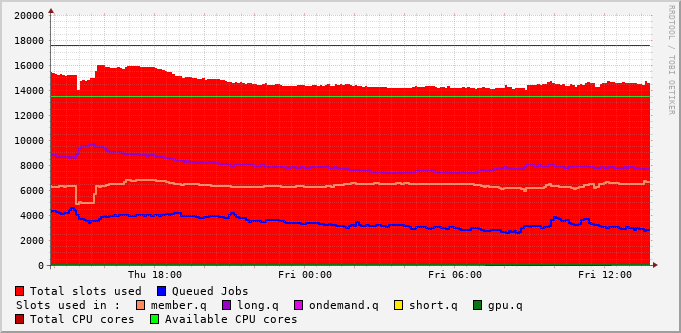 20000
18000
16000
14000
12000
10000
8000
6000
4000
2000
0
Thu 18:00 Fri 00:00 Fri 06:00 Fri 12:00
RRDTOOL / TOBI OETIKER
Total slots used Queued Jobs
Slots used in : member.q long.q ondemand.q short.q gpu.q
Total CPU cores Available CPU cores